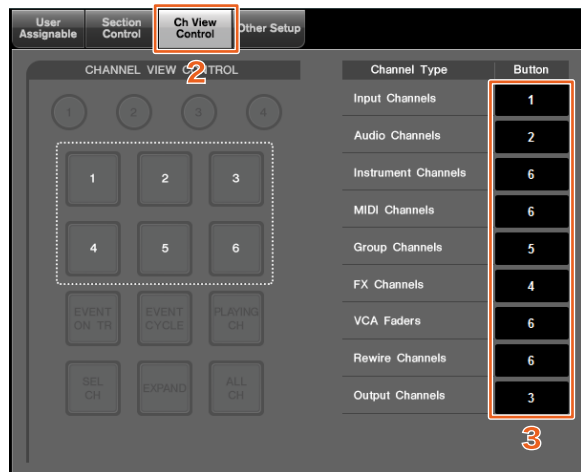 User Assignable
Section Control
Ch View Control
Other Setup
2
CHANNEL VIEW CONTROL
1 2 3 4
1 2 3
4 5 6
EVENT ON TR
EVENT CYCLE
PLAYING CH
SEL CH
EXPAND
ALL CH
Channel Type Button
Input Channels 1
Audio Channels 2
Instrument Channels 6
MIDI Channels 6
Group Channels 5
FX Channels 4
VCA Faders 6
Rewire Channels 6
Output Channels 3
3